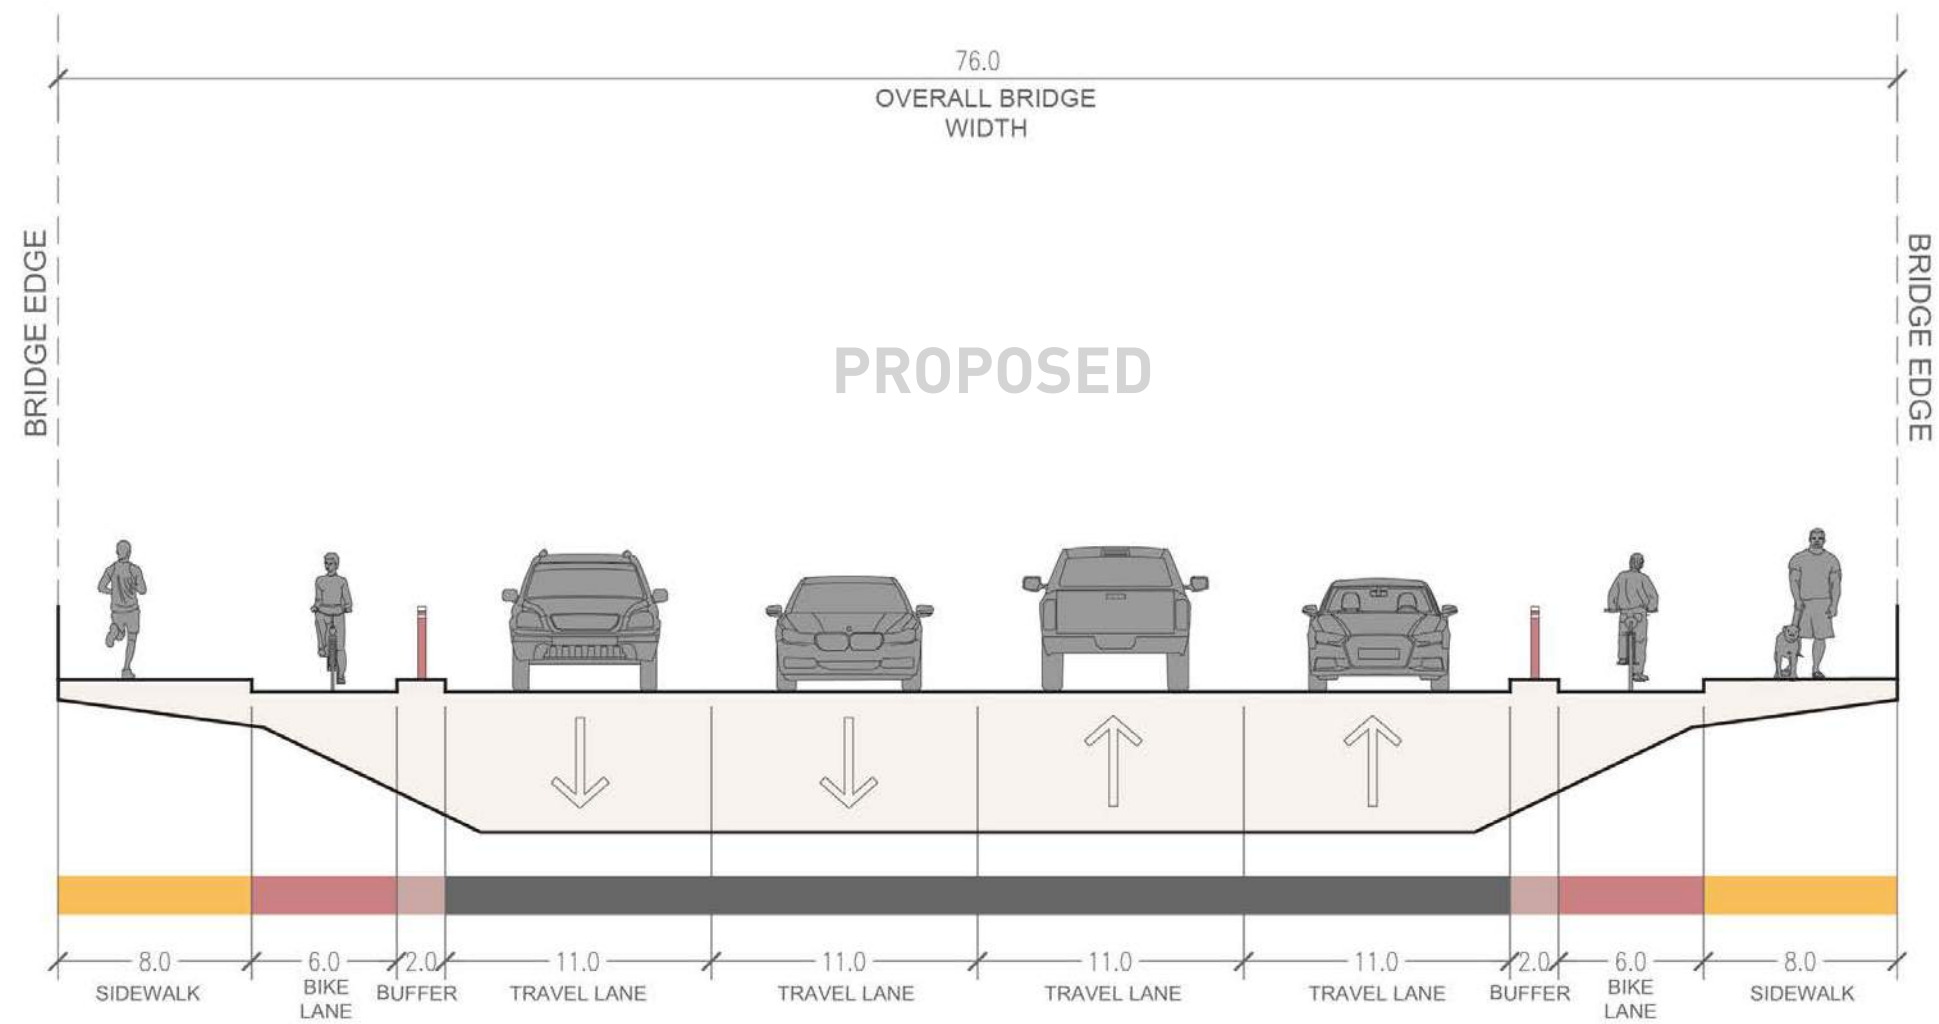 76.0
OVERALL BRIDGE
WIDTH
BRIDGE EDGE
BRIDGE EDGE
PROPOSED
8.0
6.0
2.0
11.0
11.0
11.0
11.0
2.0
6.0
8.0
SIDEWALK
BIKE
LANE
BUFFER
TRAVEL LANE
TRAVEL LANE
TRAVEL LANE
TRAVEL LANE
BUFFER
BIKE
LANE
SIDEWALK